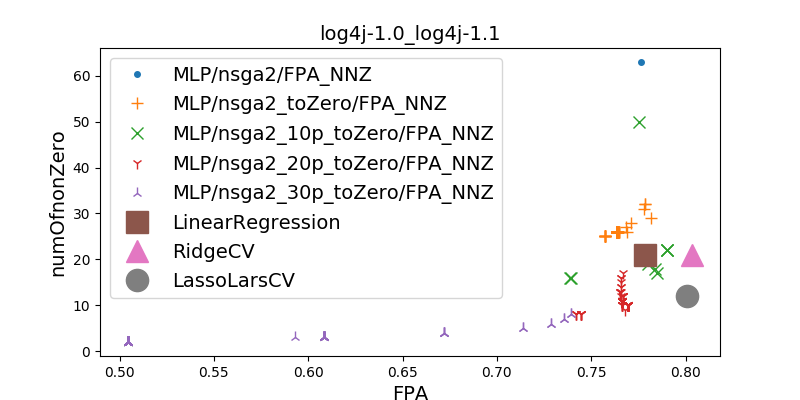 log4j-1.0_log4j-1.1
numOfnonZero
60
50
40
30
20
10
0
MLP/nsga2/FPA_NNZ
MLP/nsga2_toZero/FPA_NNZ
MLP/nsga2_10p_toZero/FPA_NNZ
MLP/nsga2_20p_toZero/FPA_NNZ
MLP/nsga2_30p_toZero/FPA_NNZ
LinearRegression
RidgeCV
LassoLarsCV
0.50 0.55 0.60 0.65 0.70 0.75 0.80
FPA